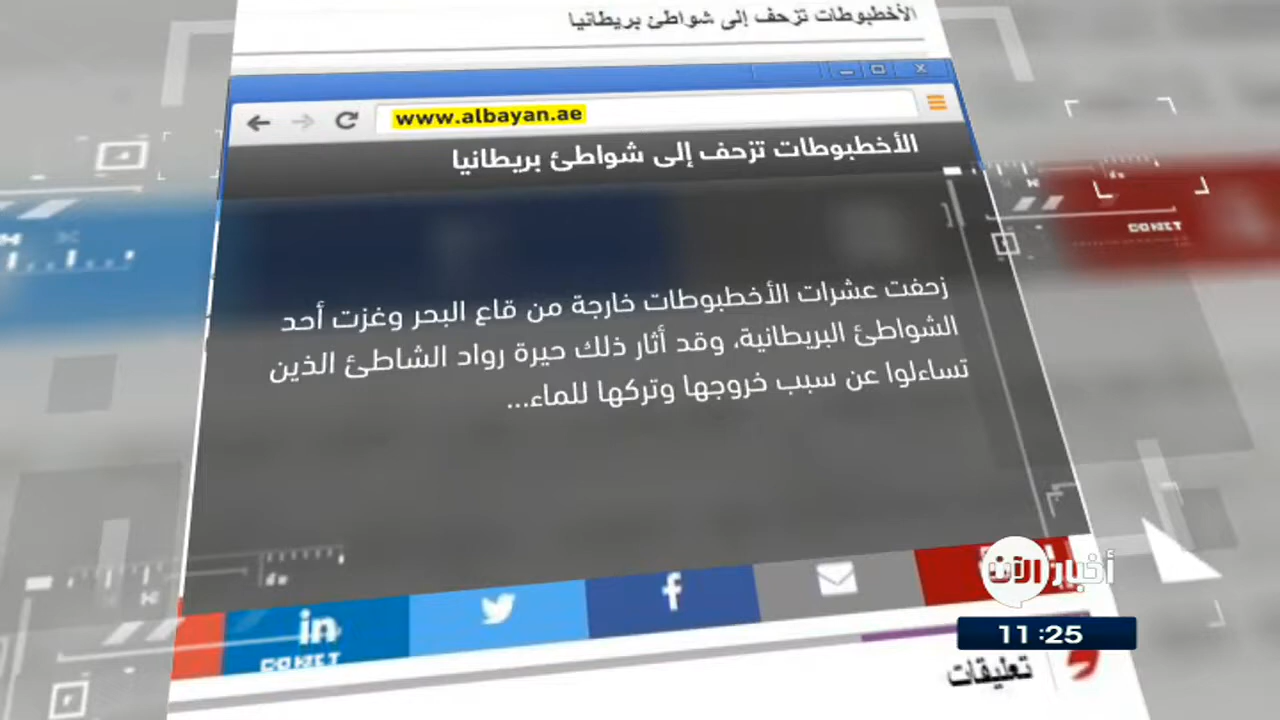 الأخطبوطات تزحف إلى شواطئ بريطانيا
www.albayan.ae
الأخطبوطات تزحف إلى شواطئ بريطانيا
زحفت عشرات الأخطبوطات خارجة من قاع البحر وغزت أحد
الشواطئ البريطانية، وقد أثار ذلك حيرة رواد الشاطئ الذين
تساءلوا عن سبب خروجها وتركها للماء...
in
f
أخبار الآن
11:25
تعليقات